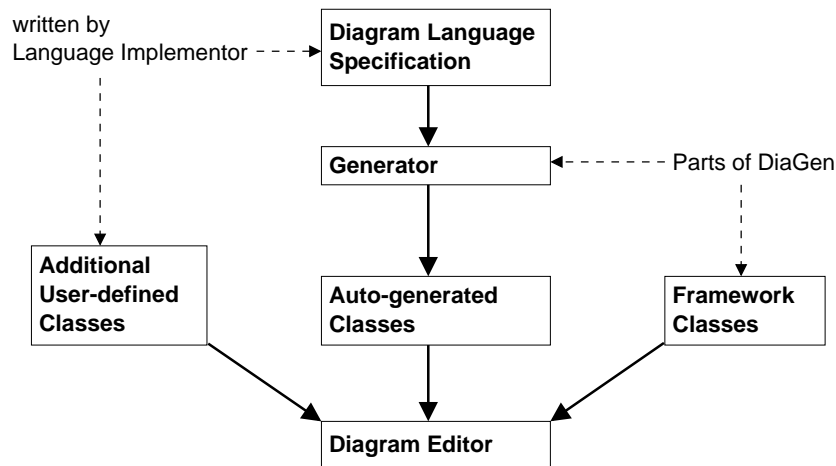 written by
Language Implementor
Diagram Language
Specification
Generator
Parts of DiaGen
Additional
User-defined
Classes
Auto-generated
Classes
Framework
Classes
Diagram Editor